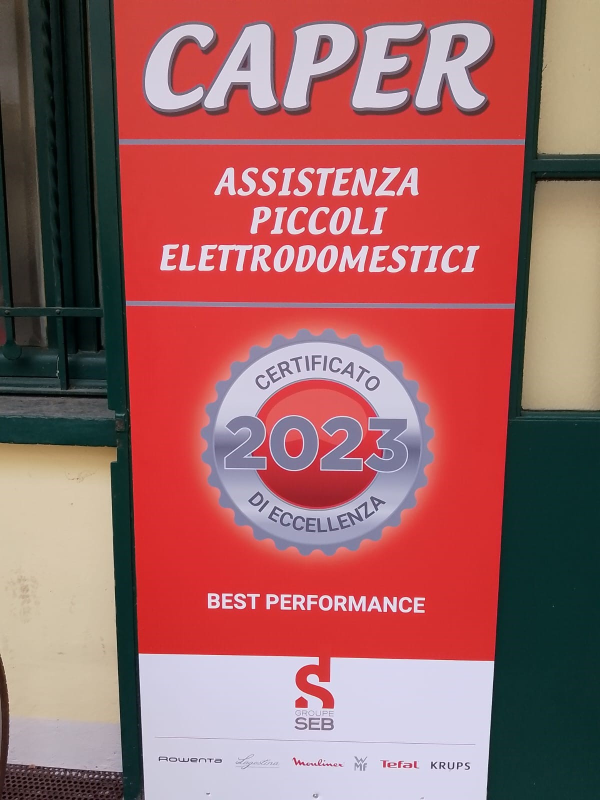 CAPER
ASSISTENZA
PICCOLI
ELETTRODOMESTICI
CERTIFICATO
2023
DI ECCELLENZA
BEST PERFORMANCE
GROUPE
SEB
Rowenta Lagostina Moulinex WMF Tefal KRUPS